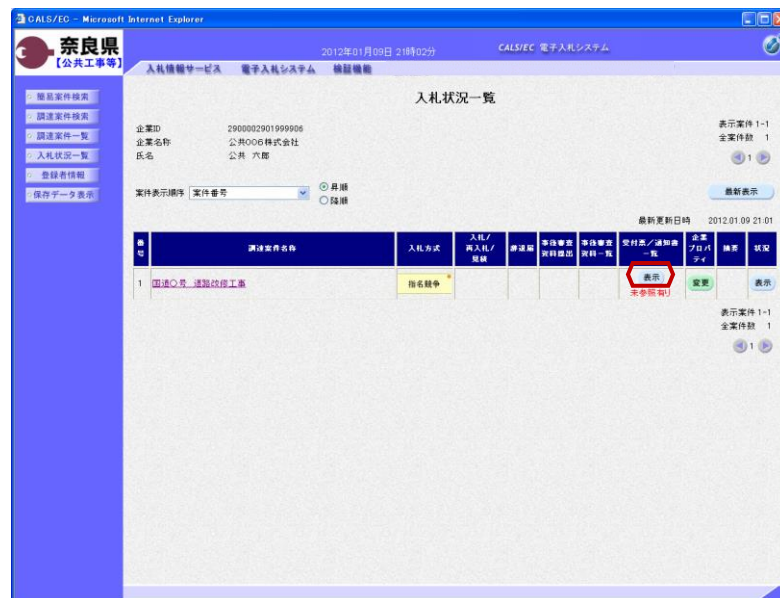 CALS/EC - Microsoft Internet Explorer
奈良県
【公共工事等】
2012年01月09日 21時02分
CALS/EC 電子入札システム
入札情報サービス 電子入札システム 検証機能
簡易案件検索
調達案件検索
調達案件一覧
入札状況一覧
登録者情報
保存データ表示
入札状況一覧
企業ID 2900002901999906
企業名称 公共006株式会社
氏名 公共 六郎
表示案件 1-1
全案件数 1
1
案件表示順序 案件番号
昇順
降順
最新表示
最新更新日時 2012.01.09 21:01
番号 調達案件名称 入札方式 入札/再入札/見積 辞退届 事後審査資料提出 事後審査資料一覧 受付票/通知書一覧 企業プロパティ 摘要 状況
1 国道○号 道路改修工事 指名競争 * 表示 変更 表示
未参照有り
表示案件 1-1
全案件数 1
1